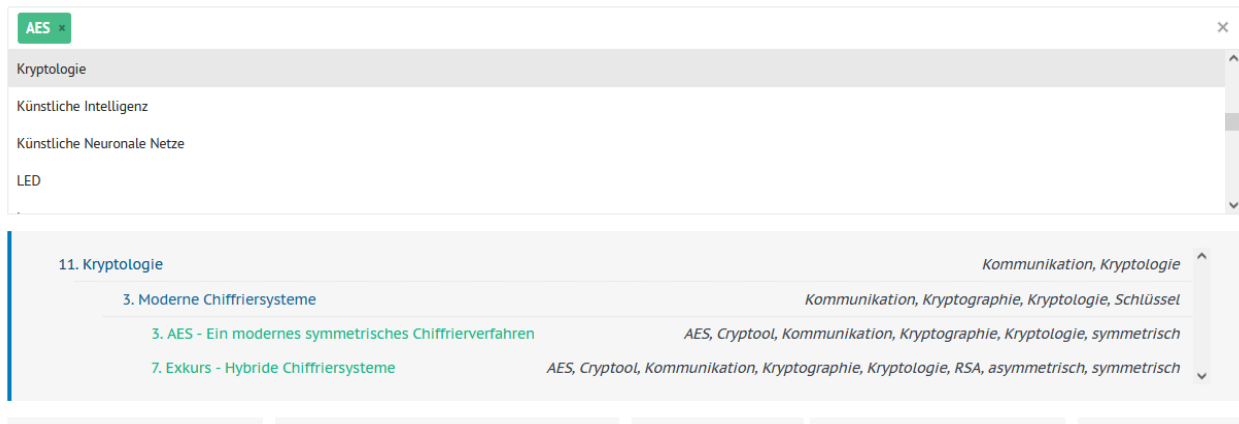 AES ×
×
Kryptologie
Künstliche Intelligenz
Künstliche Neuronale Netze
LED
11. Kryptologie Kommunikation, Kryptologie
3. Moderne Chiffriersysteme Kommunikation, Kryptographie, Kryptologie, Schlüssel
3. AES - Ein modernes symmetrisches Chiffrierverfahren AES, Cryptool, Kommunikation, Kryptographie, Kryptologie, symmetrisch
7. Exkurs - Hybride Chiffriersysteme AES, Cryptool, Kommunikation, Kryptographie, Kryptologie, RSA, asymmetrisch, symmetrisch